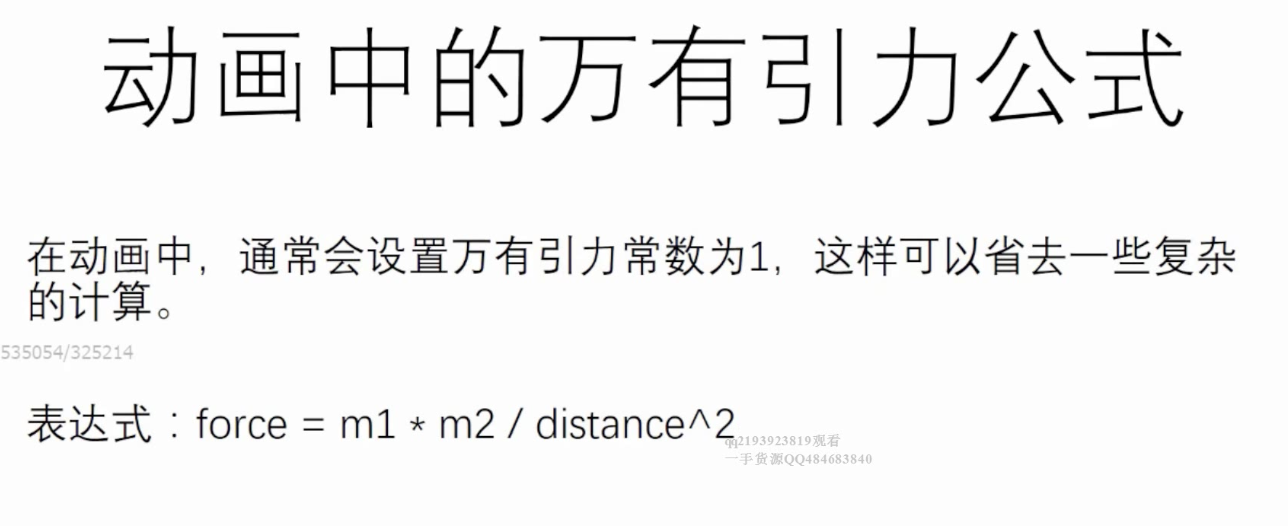 动画中的万有引力公式
在动画中，通常会设置万有引力常数为1，这样可以省去一些复杂
的计算。
535054/325214
表达式：force = m1 * m2 / distance^2
qq2193923819观看
一手货源QQ484683840